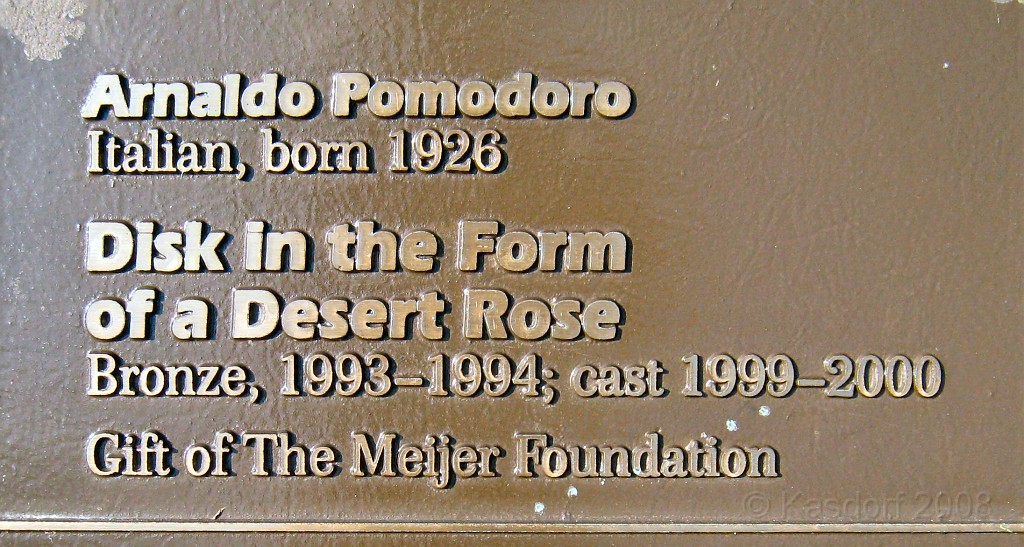 Arnaldo Pomodoro
Italian, born 1926
Disk in the Form
of a Desert Rose
Bronze, 1993–1994; cast 1999–2000
Gift of The Meijer Foundation
© Kasdorf 2008